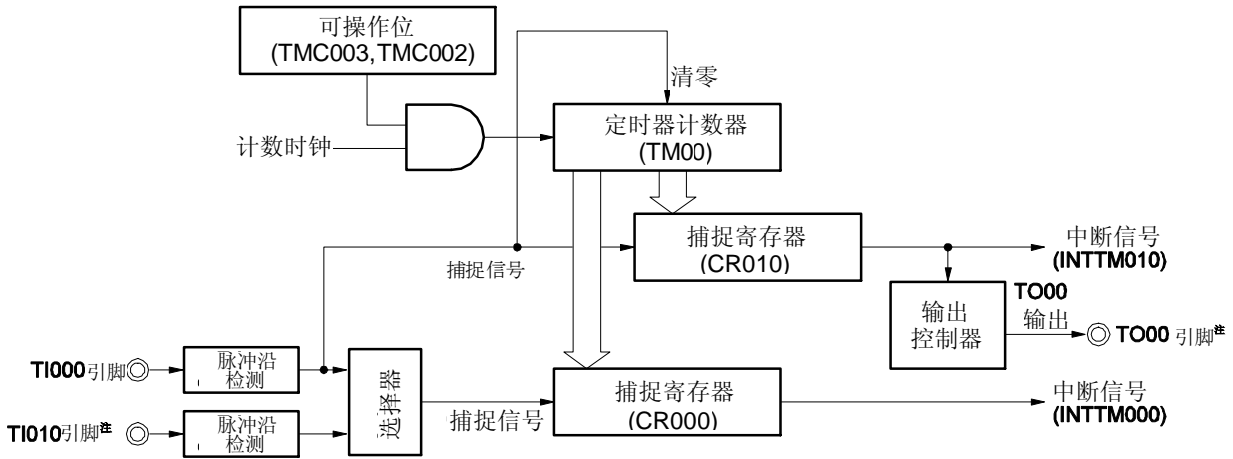 可操作位
(TMC003,TMC002)
清零
计数时钟
定时器计数器
(TM00)
捕捉信号
捕捉寄存器
(CR010)
中断信号
(INTTM010)
输出
控制器
TO00
输出
TO00 引脚注
TI000引脚
脉冲沿
检测
选择器
捕捉信号
捕捉寄存器
(CR000)
中断信号
(INTTM000)
TI010引脚注
脉冲沿
检测